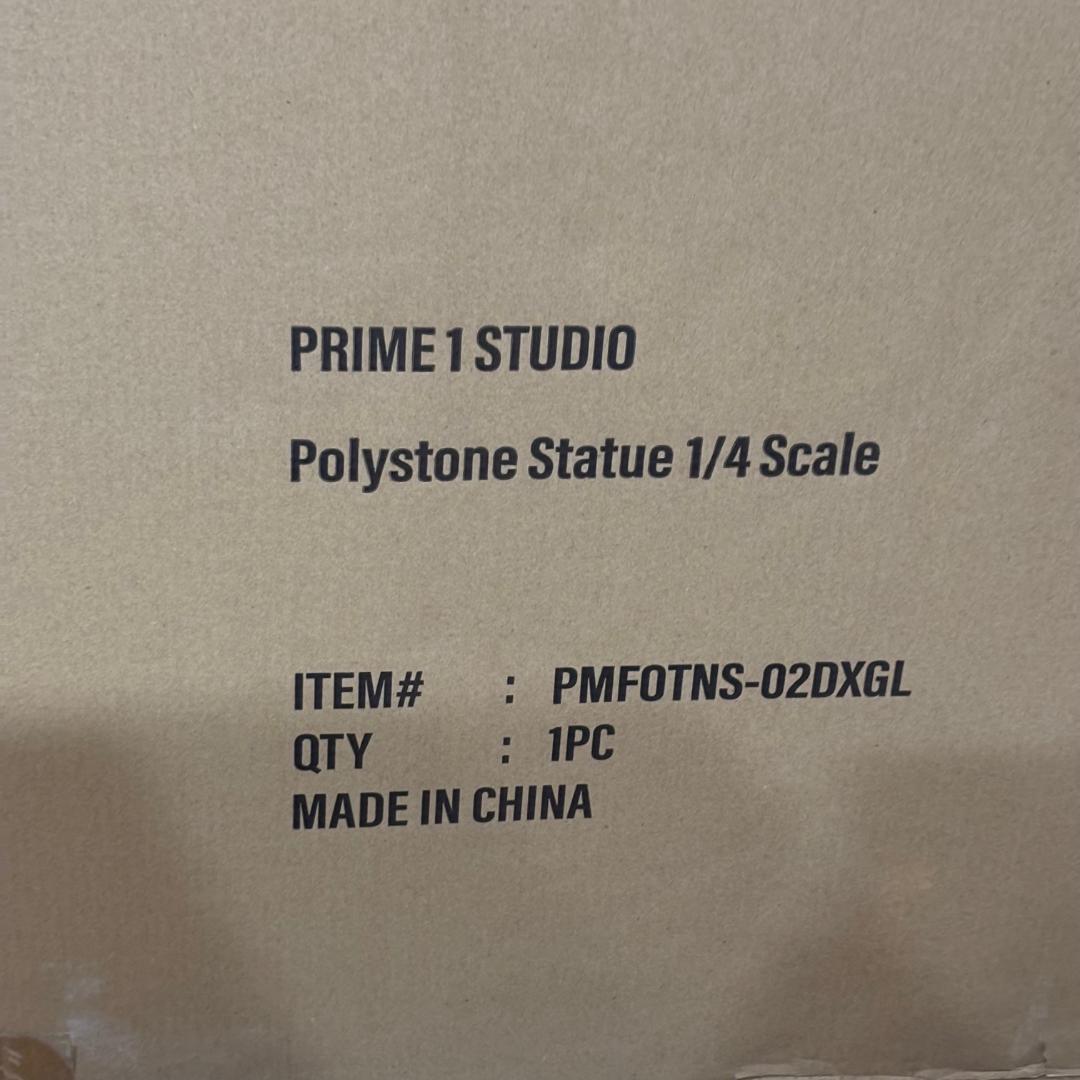 PRIME 1 STUDIO
Polystone Statue 1/4 Scale
ITEM# : PMFOTNS-02DXGL
QTY : 1PC
MADE IN CHINA